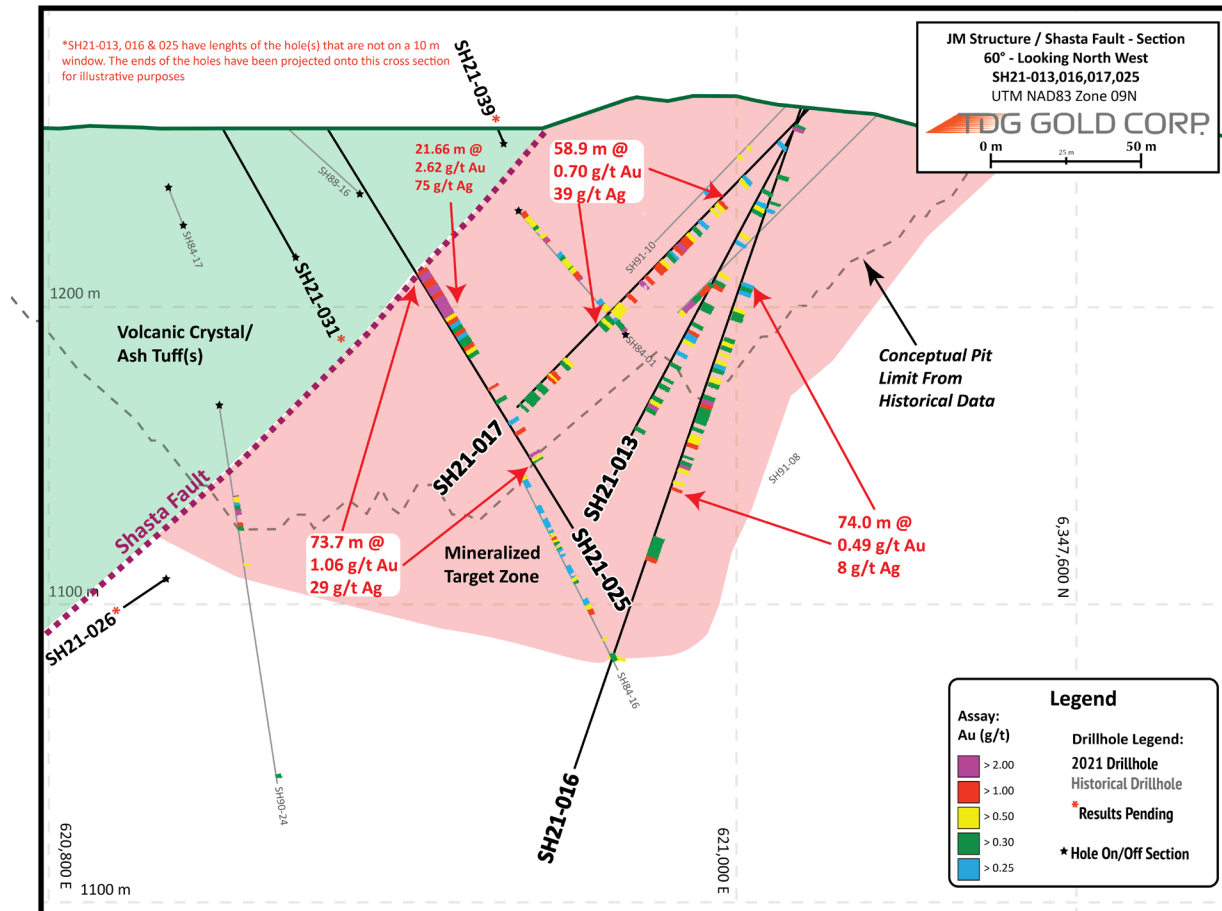 *SH21-013, 016 & 025 have lenghts of the hole(s) that are not on a 10 m
window. The ends of the holes have been projected onto this cross section
for illustrative purposes
SH21-039*
JM Structure / Shasta Fault - Section
60° - Looking North West
SH21-013,016,017,025
UTM NAD83 Zone 09N
TDG GOLD CORP.
0 m 25 m 50 m
21.66 m @
2.62 g/t Au
75 g/t Ag
58.9 m @
0.70 g/t Au
39 g/t Ag
SH88-16
SH84-17
SH91-10
SH21-031*
1200 m
Volcanic Crystal/
Ash Tuff(s)
SH84-01
Conceptual Pit
Limit From
Historical Data
SH21-017
SH21-013
SH91-08
Shasta Fault
73.7 m @
1.06 g/t Au
29 g/t Ag
Mineralized
Target Zone
SH21-025
74.0 m @
0.49 g/t Au
8 g/t Ag
6,347,600 N
1100 m
SH21-026*
SH84-16
SH90-24
SH21-016
620,800 E
621,000 E
1100 m
Legend
Assay:
Au (g/t)
> 2.00
> 1.00
> 0.50
> 0.30
> 0.25
Drillhole Legend:
2021 Drillhole
Historical Drillhole
*Results Pending
★ Hole On/Off Section